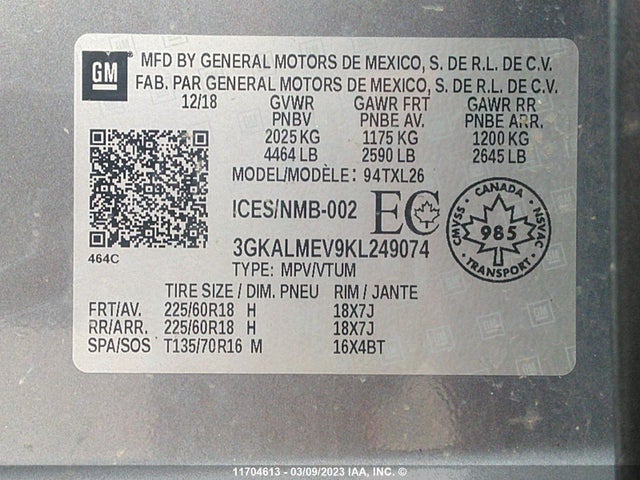 GM
MFD BY GENERAL MOTORS DE MEXICO, S. DE R.L. DE C.V.
FAB. PAR GENERAL MOTORS DE MEXICO, S. DE R.L. DE C.V.
12/18 GVWR GAWR FRT GAWR RR
PNBV PNBE AV. PNBE ARR.
2025 KG 1175 KG 1200 KG
4464 LB 2590 LB 2645 LB
MODEL/MODÈLE: 94TXL26
ICES/NMB-002 EC
CANADA
CMVSS 985 NSVAC
TRANSPORT
464C
3GKALMEV9KL249074
TYPE: MPV/VTUM
TIRE SIZE / DIM. PNEU RIM / JANTE
FRT/AV. 225/60R18 H 18X7J
RR/ARR. 225/60R18 H 18X7J
SPA/SOS T135/70R16 M 16X4BT
11704613 - 03/09/2023 IAA, INC. ©